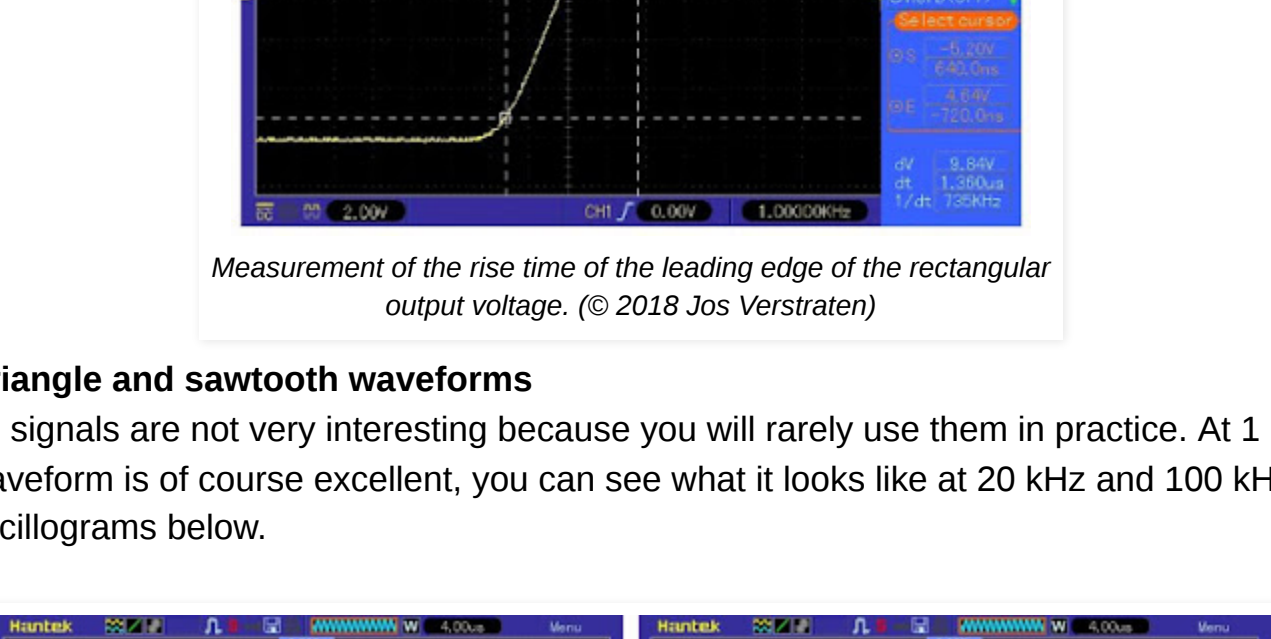 Select cursor
S -5.20V
640.0ns
E 4.64V
-720.0ns
dV 9.84V
dt 1.360us
1/dt 735KHz
DC 2.00V CH1 0.00V 1.00000KHz
Measurement of the rise time of the leading edge of the rectangular
output voltage. (© 2018 Jos Verstraten)
iangle and sawtooth waveforms
signals are not very interesting because you will rarely use them in practice. At 1
aveform is of course excellent, you can see what it looks like at 20 kHz and 100 kH
cillograms below.
Hantek W 4.00us Menu Hantek W 4.00us Menu